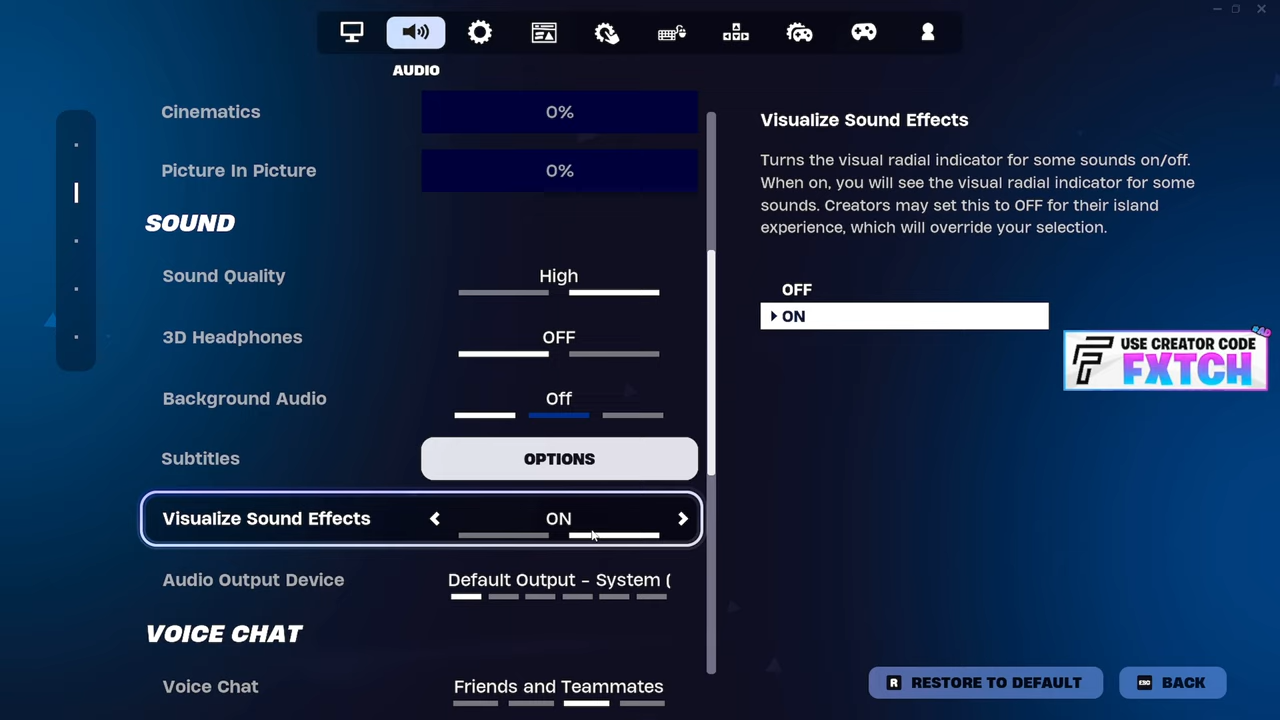 AUDIO
Cinematics
0%
Picture In Picture
0%
SOUND
Sound Quality
High
3D Headphones
OFF
Background Audio
Off
Subtitles
OPTIONS
Visualize Sound Effects
ON
Audio Output Device
Default Output - System (
VOICE CHAT
Voice Chat
Friends and Teammates
Visualize Sound Effects
Turns the visual radial indicator for some sounds on/off.
When on, you will see the visual radial indicator for some
sounds. Creators may set this to OFF for their island
experience, which will override your selection.
OFF
ON
#AD
USE CREATOR CODE
FXTCH
R RESTORE TO DEFAULT
ESC BACK